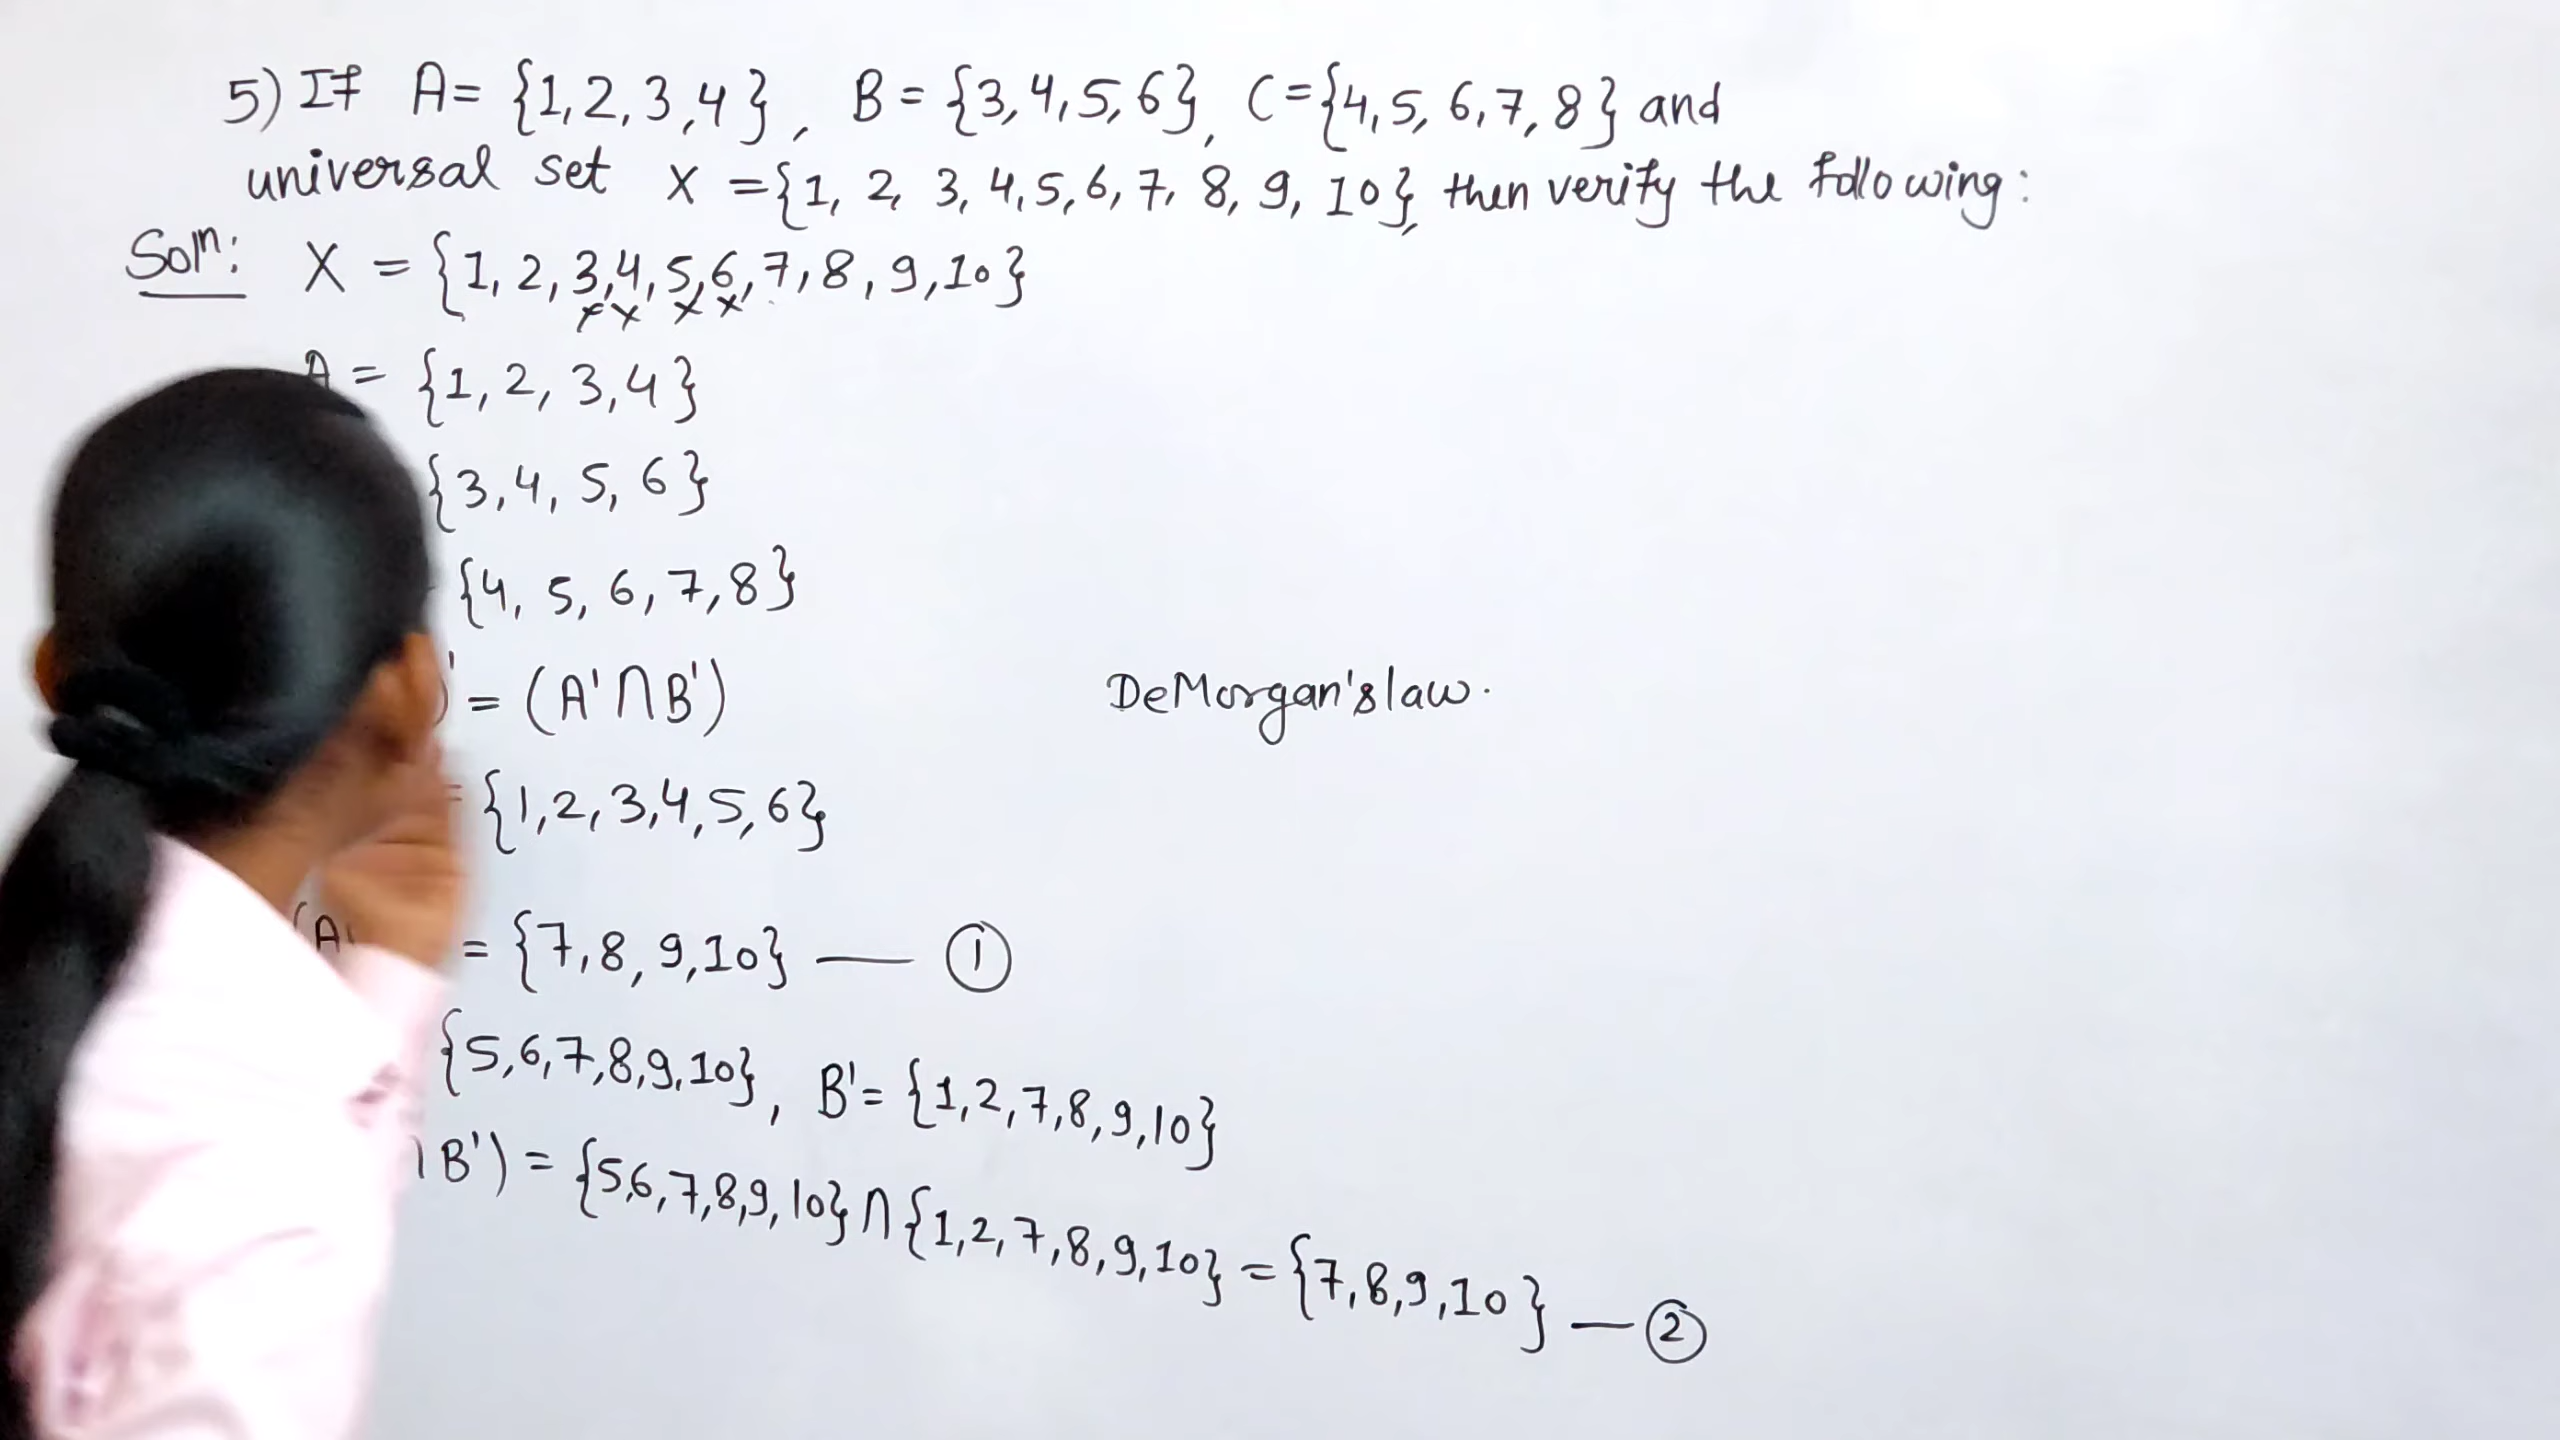 5) If A = {1, 2, 3, 4}, B = {3, 4, 5, 6}, C = {4, 5, 6, 7, 8} and
universal set X = {1, 2, 3, 4, 5, 6, 7, 8, 9, 10}, then verify the following:
Solⁿ: X = {1, 2, 3, 4, 5, 6, 7, 8, 9, 10}
x x x x
A = {1, 2, 3, 4}
{3, 4, 5, 6}
{4, 5, 6, 7, 8}
)' = (A' ∩ B') DeMorgan's law.
= {1, 2, 3, 4, 5, 6}
(A = {7, 8, 9, 10} — ①
{5, 6, 7, 8, 9, 10}, B' = {1, 2, 7, 8, 9, 10}
B') = {5, 6, 7, 8, 9, 10} ∩ {1, 2, 7, 8, 9, 10} = {7, 8, 9, 10} — ②